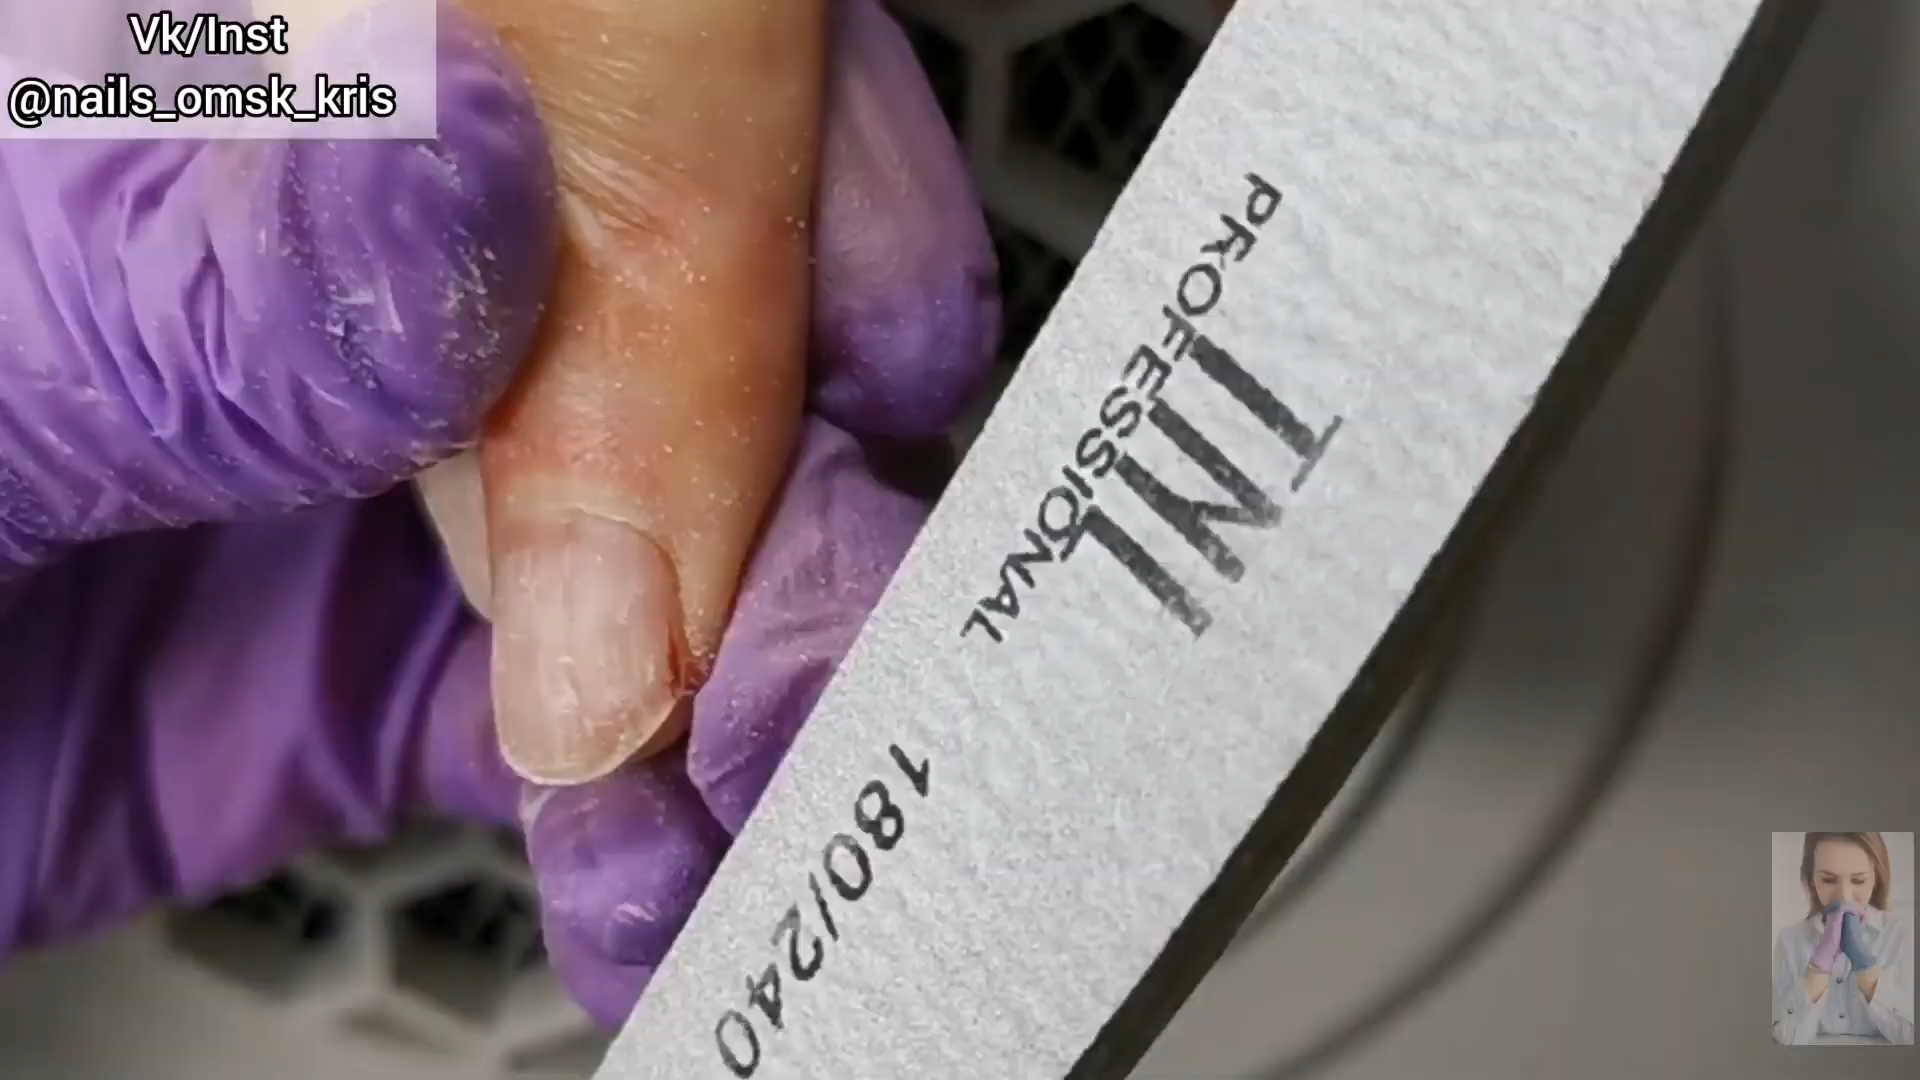 Vk/Inst
@nails_omsk_kris
PROFESSIONAL
TNL
180/240